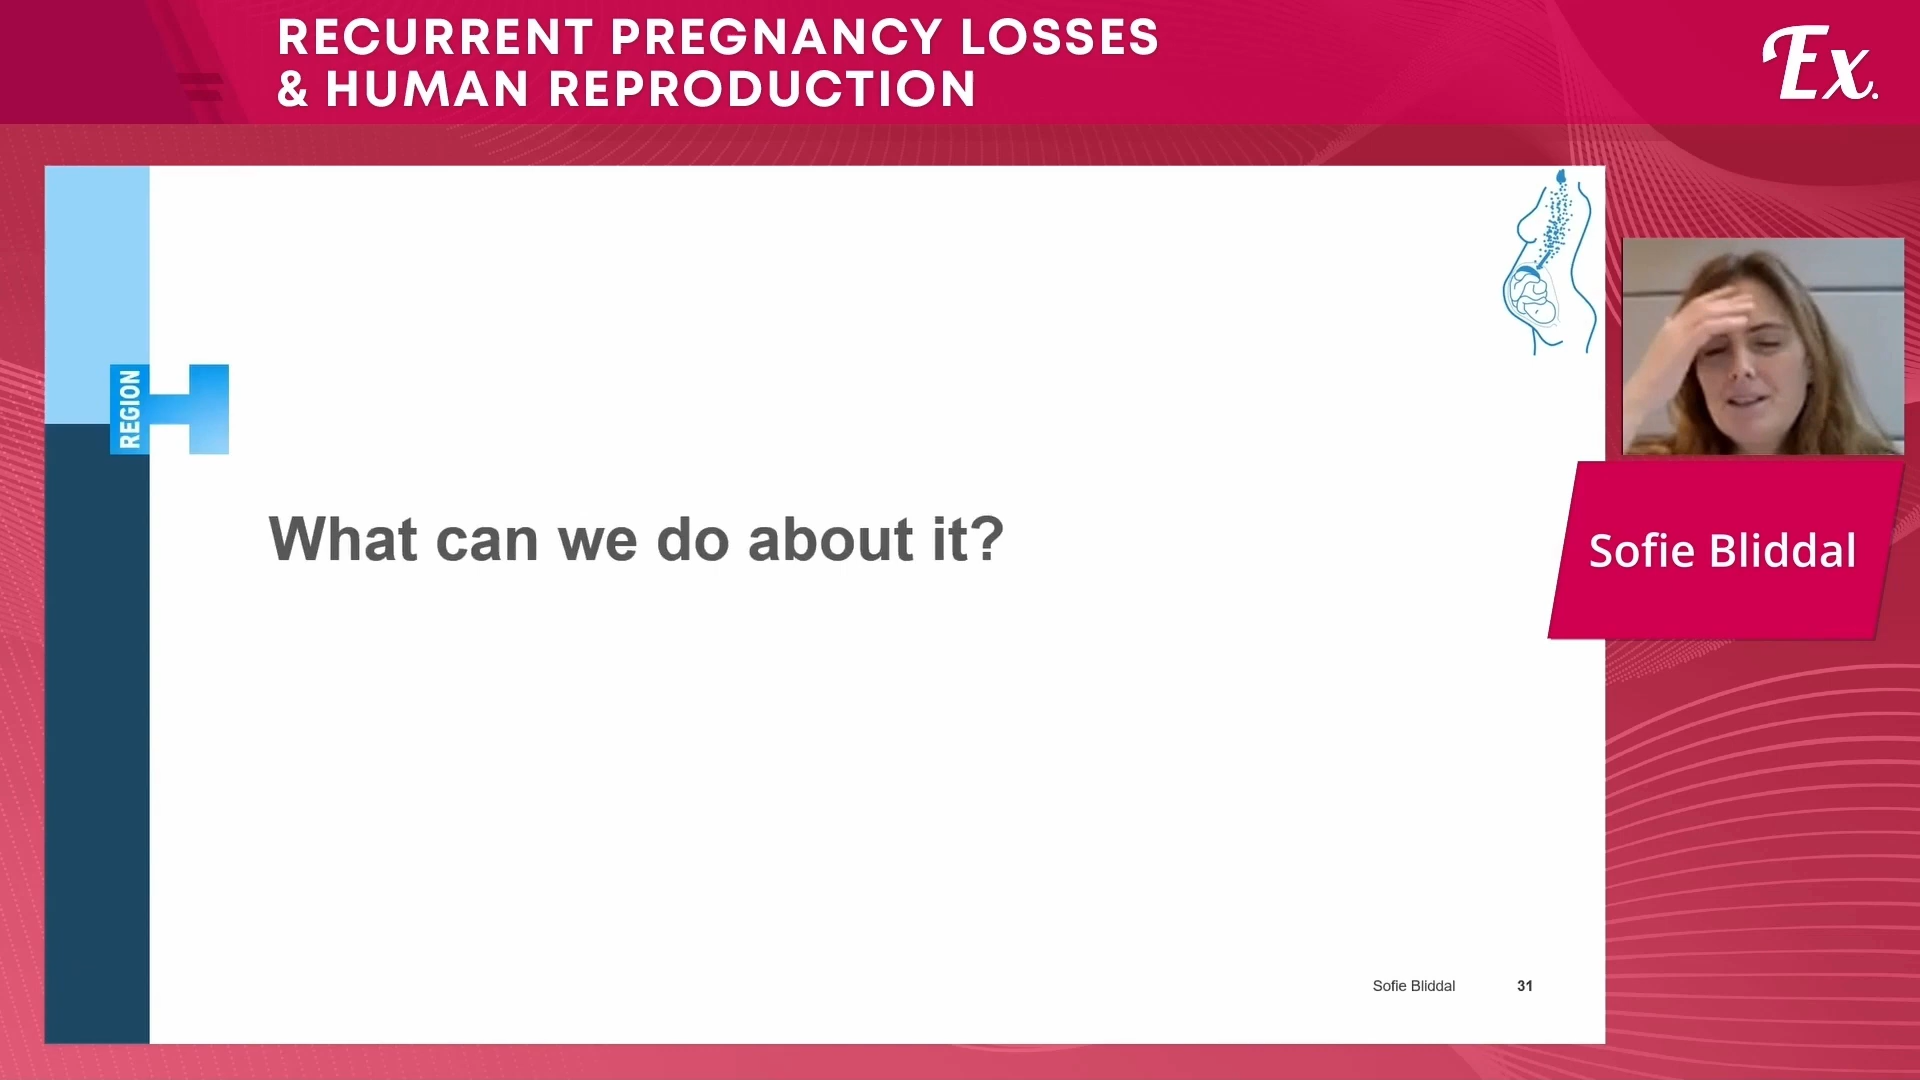 RECURRENT PREGNANCY LOSSES
& HUMAN REPRODUCTION
Ex.
REGION
What can we do about it?
Sofie Bliddal
Sofie Bliddal 31